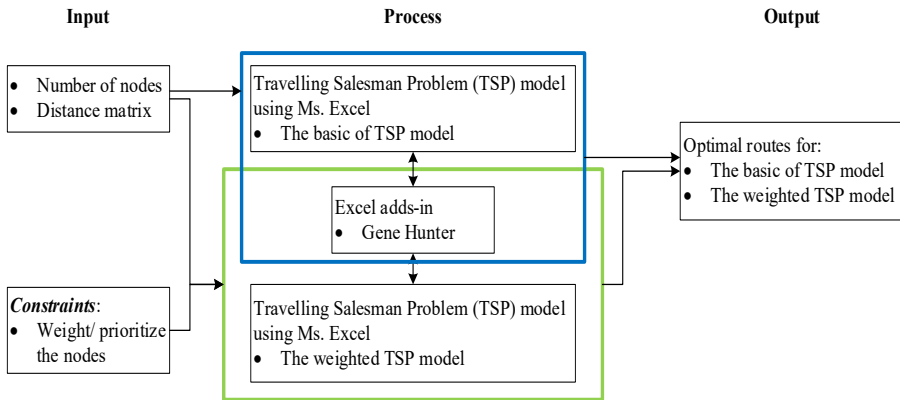 Input
Process
Output
● Number of nodes
● Distance matrix
Constraints:
● Weight/ prioritize
the nodes
Travelling Salesman Problem (TSP) model
using Ms. Excel
● The basic of TSP model
Excel adds-in
● Gene Hunter
Travelling Salesman Problem (TSP) model
using Ms. Excel
● The weighted TSP model
Optimal routes for:
● The basic of TSP model
● The weighted TSP model